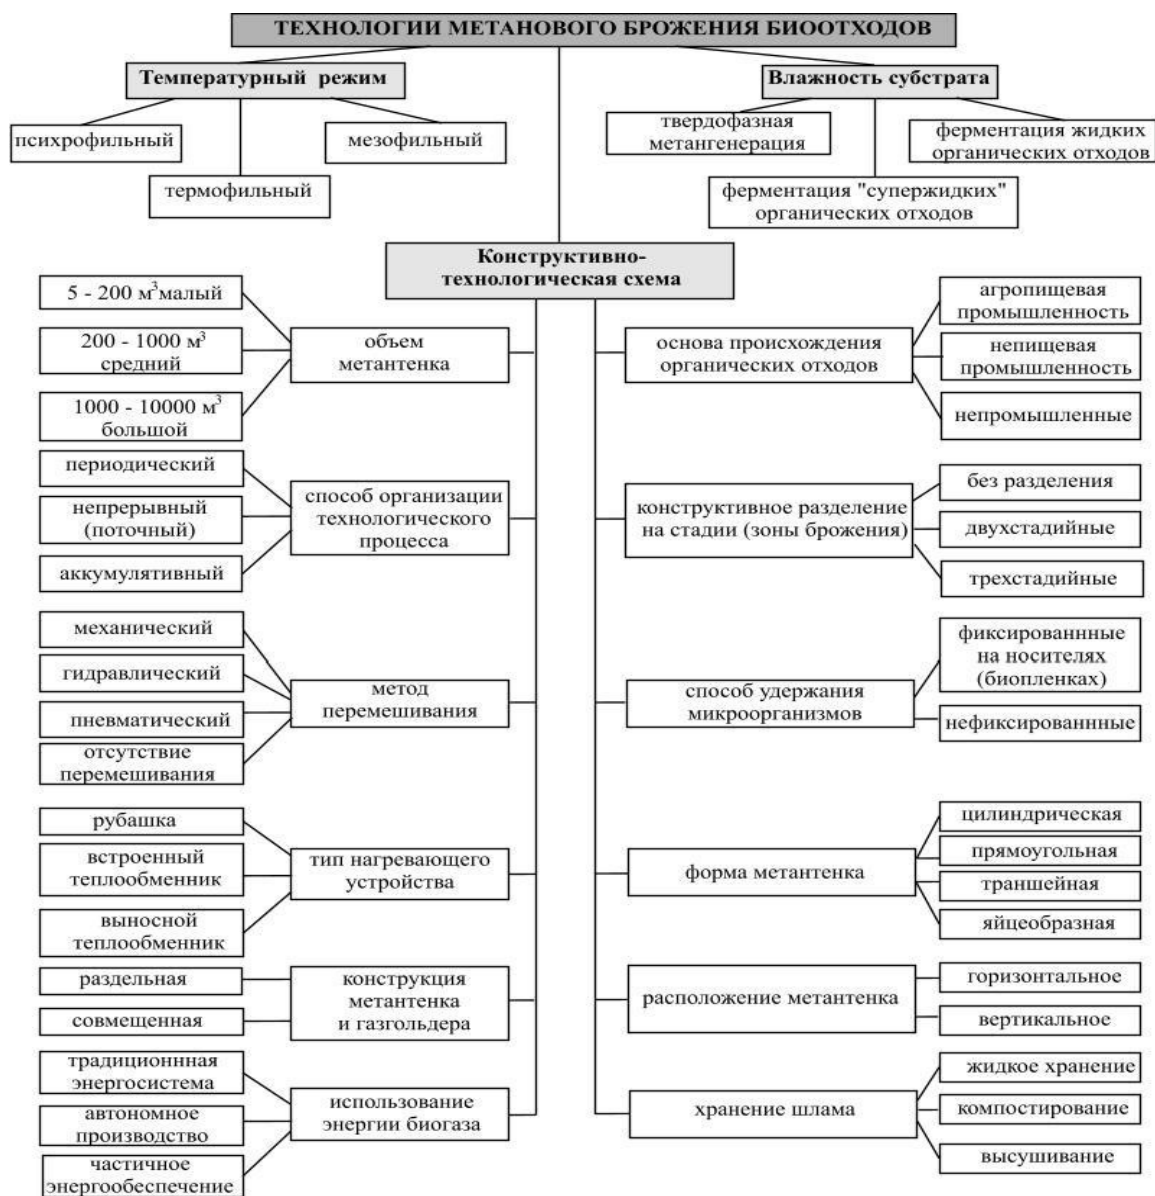 ТЕХНОЛОГИИ МЕТАНОВОГО БРОЖЕНИЯ БИООТХОДОВ
Температурный режим
психрофильный
термофильный
мезофильный
Влажность субстрата
твердофазная
метангенерация
ферментация "супержидких"
органических отходов
ферментация жидких
органических отходов
Конструктивно-
технологическая схема
5 - 200 м³малый
200 - 1000 м³
средний
1000 - 10000 м³
большой
объем
метантенка
периодический
непрерывный
(поточный)
аккумулятивный
способ организации
технологического
процесса
механический
гидравлический
пневматический
отсутствие
перемешивания
метод
перемешивания
рубашка
встроенный
теплообменник
выносной
теплообменник
тип нагревающего
устройства
раздельная
совмещенная
конструкция
метантенка
и газгольдера
традиционнная
энергосистема
автономное
производство
частичное
энергообеспечение
использование
энергии биогаза
основа происхождения
органических отходов
агропищевая
промышленность
непищевая
промышленность
непромышленные
конструктивное разделение
на стадии (зоны брожения)
без разделения
двухстадийные
трехстадийные
способ удержания
микроорганизмов
фиксированнные
на носителях
(биопленках)
нефиксированнные
форма метантенка
цилиндрическая
прямоугольная
траншейная
яйцеобразная
расположение метантенка
горизонтальное
вертикальное
хранение шлама
жидкое хранение
компостирование
высушивание